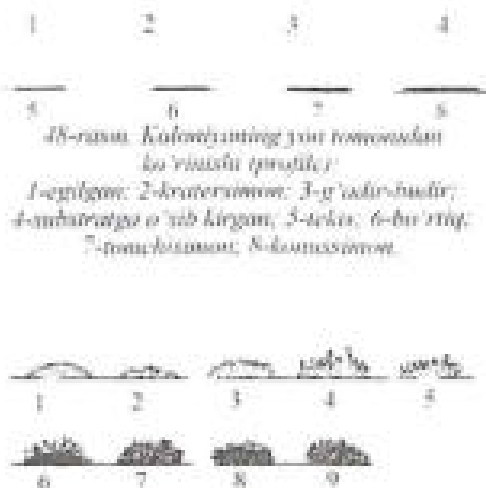 1 2 3 4
5 6 7 8
48-rasm. Koloniyaning yon tomonidan
ko'rinishi (profili):
1-egilgan; 2-kratersimon; 3-g'adir-budir;
4-substratga o'sib kirgan; 5-tekis; 6-bo'rtiq;
7-tomchisimon; 8-konussimon.
1 2 3 4 5
6 7 8 9